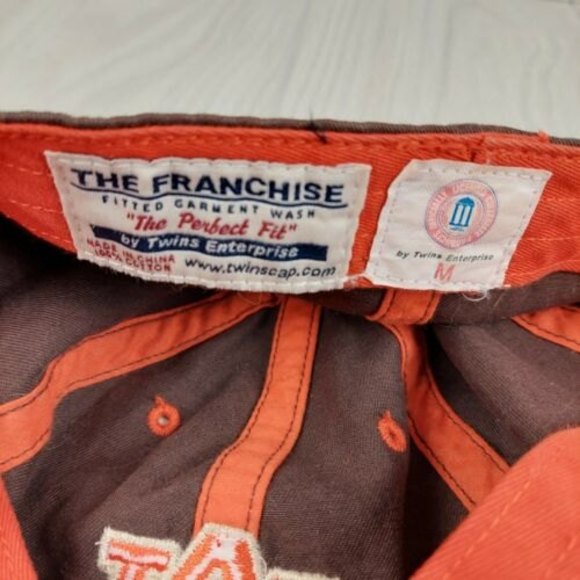 THE FRANCHISE
FITTED GARMENT WASH
"The Perfect Fit"
by Twins Enterprise
MADE IN CHINA
100% COTTON
www.twinscap.com
by Twins Enterprise
M